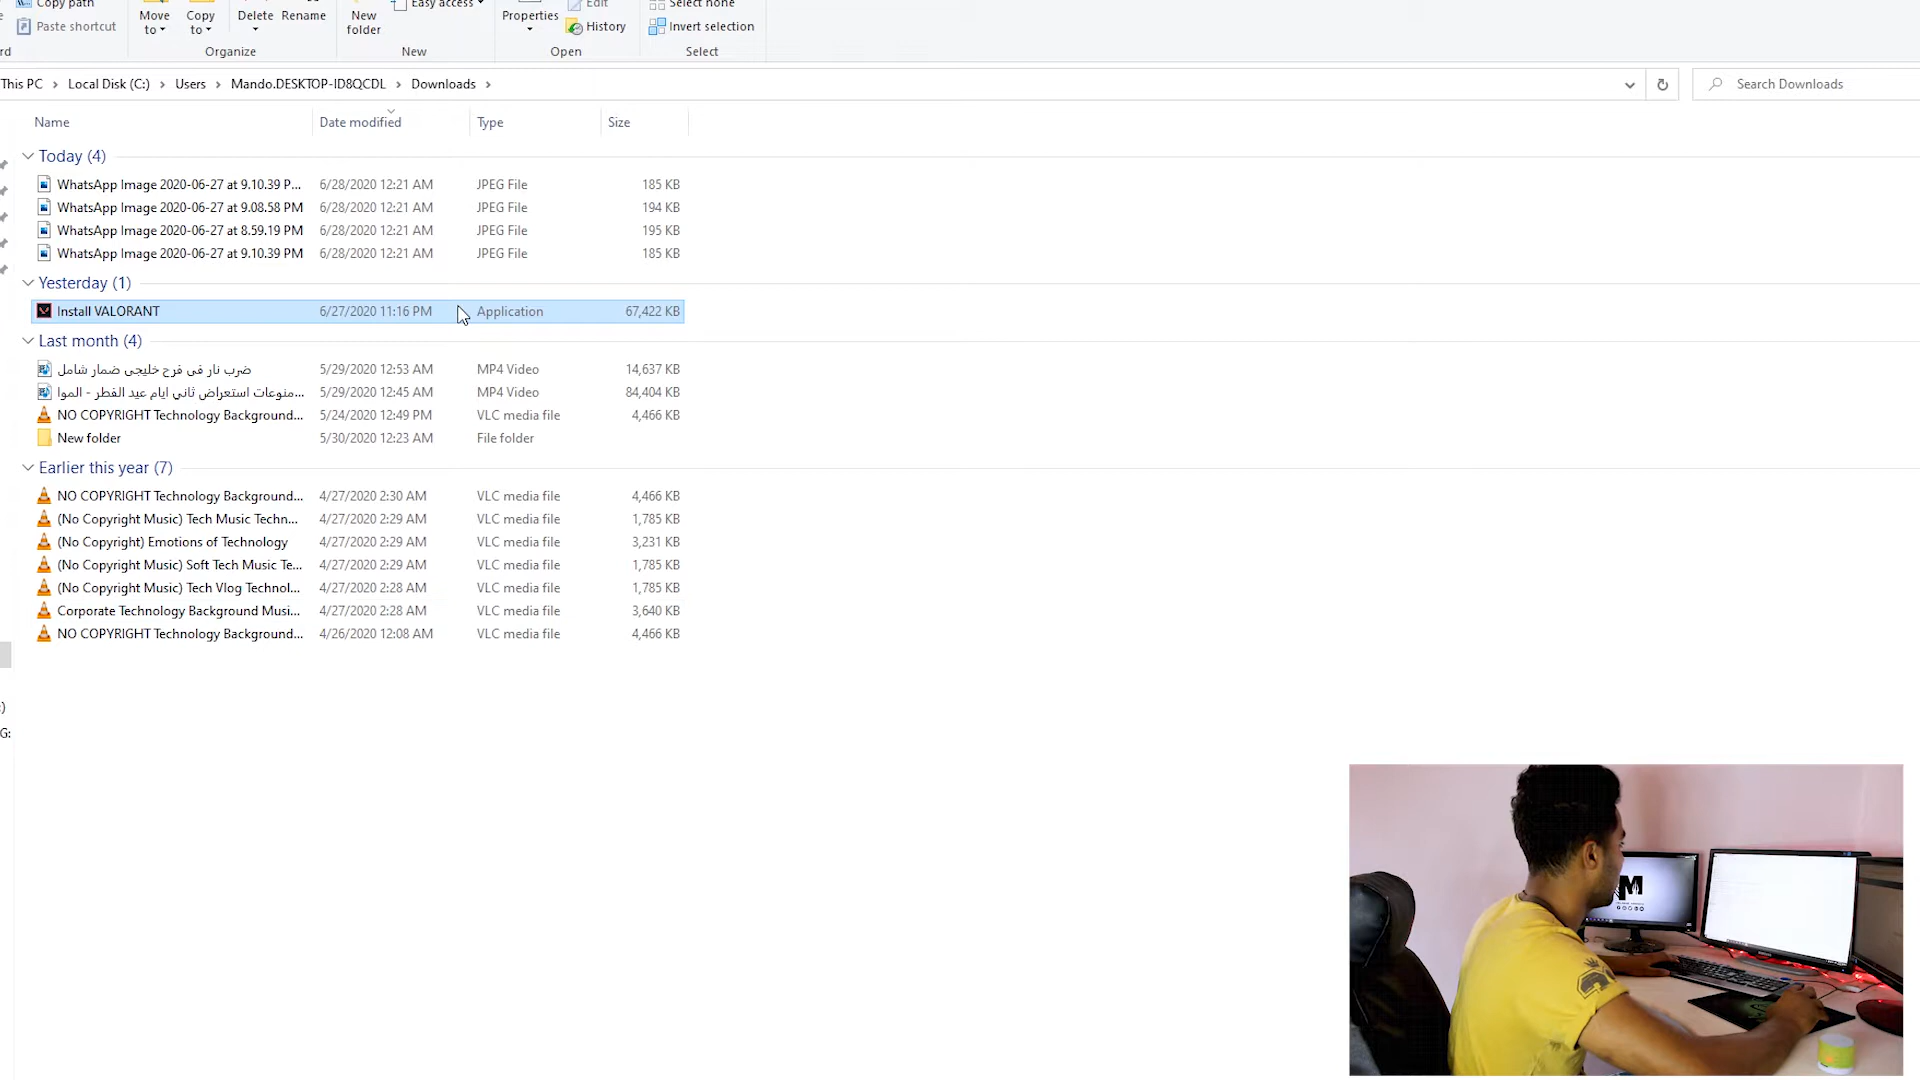 Copy path
Paste shortcut
Move to
Copy to
Delete
Rename
Organize
New folder
Easy access
New
Properties
Edit
History
Open
Select none
Invert selection
Select
This PC > Local Disk (C:) > Users > Mando.DESKTOP-ID8QCDL > Downloads >
Search Downloads
Name Date modified Type Size
Today (4)
WhatsApp Image 2020-06-27 at 9.10.39 P... 6/28/2020 12:21 AM JPEG File 185 KB
WhatsApp Image 2020-06-27 at 9.08.58 PM 6/28/2020 12:21 AM JPEG File 194 KB
WhatsApp Image 2020-06-27 at 8.59.19 PM 6/28/2020 12:21 AM JPEG File 195 KB
WhatsApp Image 2020-06-27 at 9.10.39 PM 6/28/2020 12:21 AM JPEG File 185 KB
Yesterday (1)
Install VALORANT 6/27/2020 11:16 PM Application 67,422 KB
Last month (4)
ضرب نار فى فرح خليجى ضمار شامل 5/29/2020 12:53 AM MP4 Video 14,637 KB
منوعات استعراض ثاني ايام عيد الفطر - الموا... 5/29/2020 12:45 AM MP4 Video 84,404 KB
NO COPYRIGHT Technology Background... 5/24/2020 12:49 PM VLC media file 4,466 KB
New folder 5/30/2020 12:23 AM File folder
Earlier this year (7)
NO COPYRIGHT Technology Background... 4/27/2020 2:30 AM VLC media file 4,466 KB
(No Copyright Music) Tech Music Techn... 4/27/2020 2:29 AM VLC media file 1,785 KB
(No Copyright) Emotions of Technology 4/27/2020 2:29 AM VLC media file 3,231 KB
(No Copyright Music) Soft Tech Music Te... 4/27/2020 2:29 AM VLC media file 1,785 KB
(No Copyright Music) Tech Vlog Technol... 4/27/2020 2:28 AM VLC media file 1,785 KB
Corporate Technology Background Musi... 4/27/2020 2:28 AM VLC media file 3,640 KB
NO COPYRIGHT Technology Background... 4/26/2020 12:08 AM VLC media file 4,466 KB
G:
M